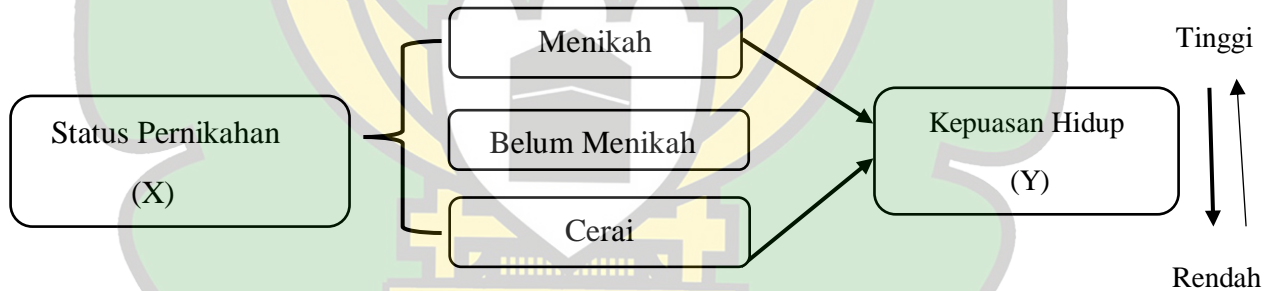 Status Pernikahan
(X)
Menikah
Belum Menikah
Cerai
Kepuasan Hidup
(Y)
Tinggi
Rendah